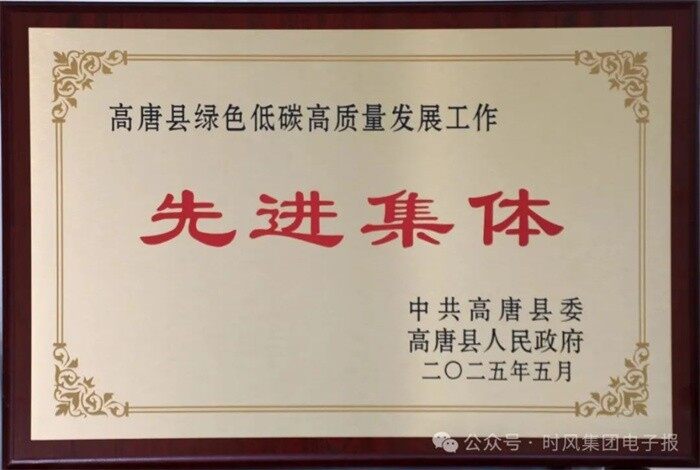 高唐县绿色低碳高质量发展工作
先进集体
中共高唐县委
高唐县人民政府
二〇二五年五月
公众号·时风集团电子报